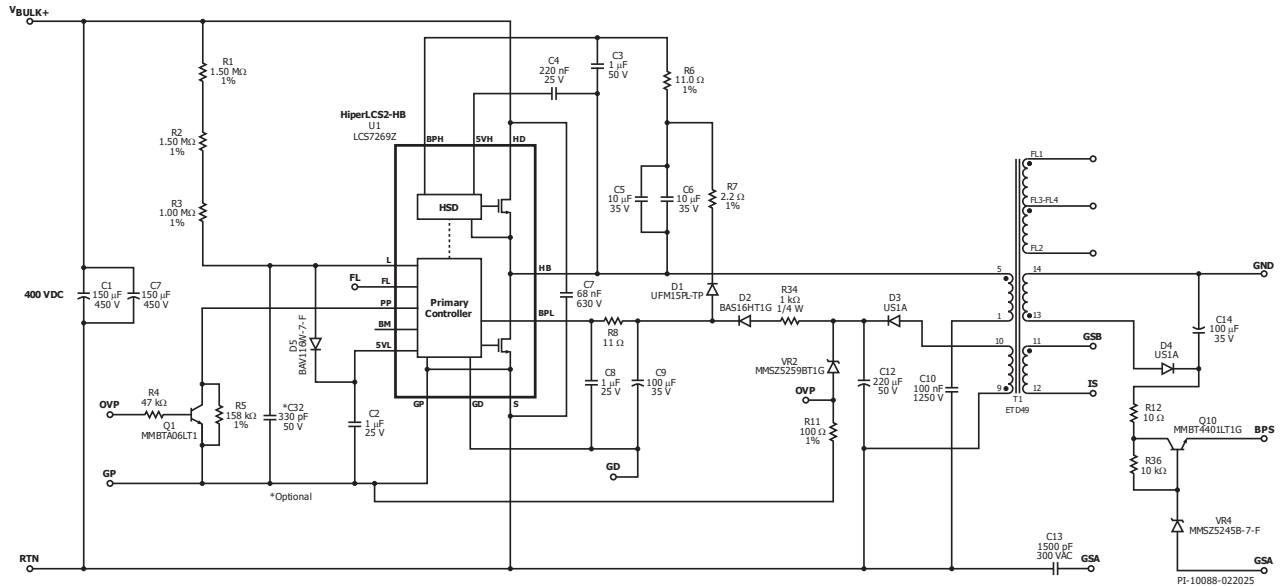 VBULK+
R1
1.50 MΩ
1%
R2
1.50 MΩ
1%
R3
1.00 MΩ
1%
400 VDC
C1
150 µF
450 V
C7
150 µF
450 V
HiperLCS2-HB
U1
LCS7269Z
BPH
5VH
HD
HSD
Primary
Controller
L
FL
FL
PP
BM
5VL
GP
GD
S
HB
BPL
C4
220 nF
25 V
C3
1 µF
50 V
R6
11.0 Ω
1%
C5
10 µF
35 V
C6
10 µF
35 V
R7
2.2 Ω
1%
C7
68 nF
630 V
D1
UFM15PL-TP
D2
BAS16HT1G
R34
1 kΩ
1/4 W
D3
US1A
R8
11 Ω
C8
1 µF
25 V
C9
100 µF
35 V
VR2
MMSZ5259BT1G
OVP
R11
100 Ω
1%
C12
220 µF
50 V
C10
100 nF
1250 V
GD
D5
BAV116W-7-F
OVP
R4
47 kΩ
Q1
MMBTA06LT1
R5
158 kΩ
1%
*C32
330 pF
50 V
C2
1 µF
25 V
GP
*Optional
RTN
FL1
FL3-FL4
FL2
5
14
1
13
10
11
9
12
T1
ETD49
GND
GSB
IS
D4
US1A
C14
100 µF
35 V
R12
10 Ω
R36
10 kΩ
Q10
MMBT4401LT1G
BPS
VR4
MMSZ5245B-7-F
C13
1500 pF
300 VAC
GSA
GSA
PI-10088-022025